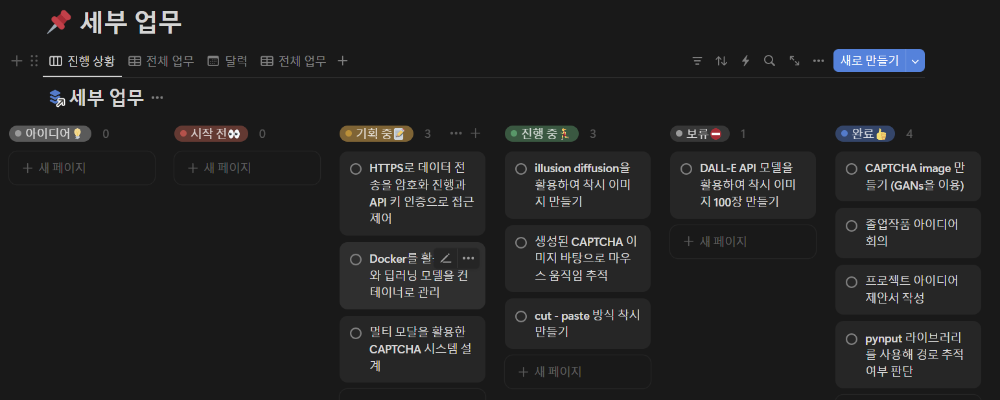 세부 업무
진행 상황
전체 업무
달력
전체 업무
새로 만들기
세부 업무
아이디어 0
시작 전 0
기획 중 3
진행 중 3
보류 1
완료 4
새 페이지
새 페이지
HTTPS로 데이터 전
송을 암호화 진행과
API 키 인증으로 접근
제어
Docker를 활
와 딥러닝 모델을 컨
테이너로 관리
멀티 모달을 활용한
CAPTCHA 시스템 설
계
illusion diffusion을
활용하여 착시 이미
지 만들기
생성된 CAPTCHA 이
미지 바탕으로 마우
스 움직임 추적
cut - paste 방식 착시
만들기
새 페이지
DALL-E API 모델을
활용하여 착시 이미
지 100장 만들기
새 페이지
CAPTCHA image 만
들기 (GANs을 이용)
졸업작품 아이디어
회의
프로젝트 아이디어
제안서 작성
pynput 라이브러리
를 사용해 경로 추적
여부 판단